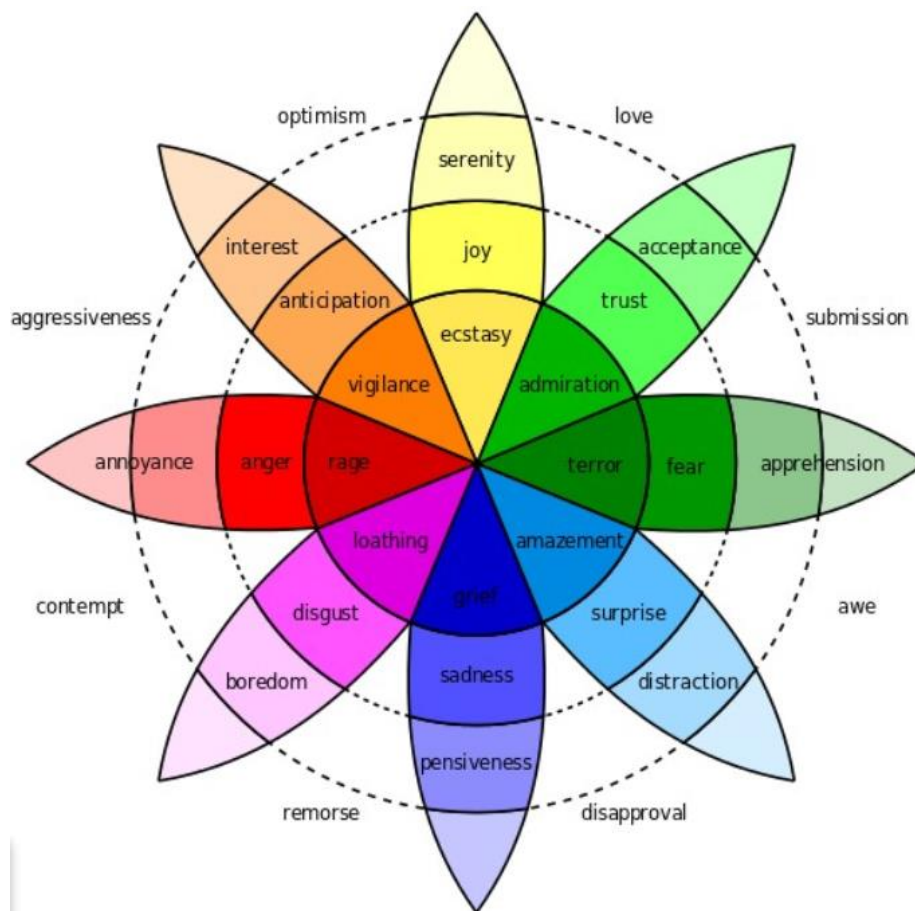 optimism
love
serenity
interest
acceptance
joy
anticipation
trust
aggressiveness
submission
ecstasy
vigilance
admiration
annoyance
anger
rage
terror
fear
apprehension
loathing
amazement
grief
contempt
awe
disgust
surprise
sadness
boredom
distraction
pensiveness
remorse
disapproval